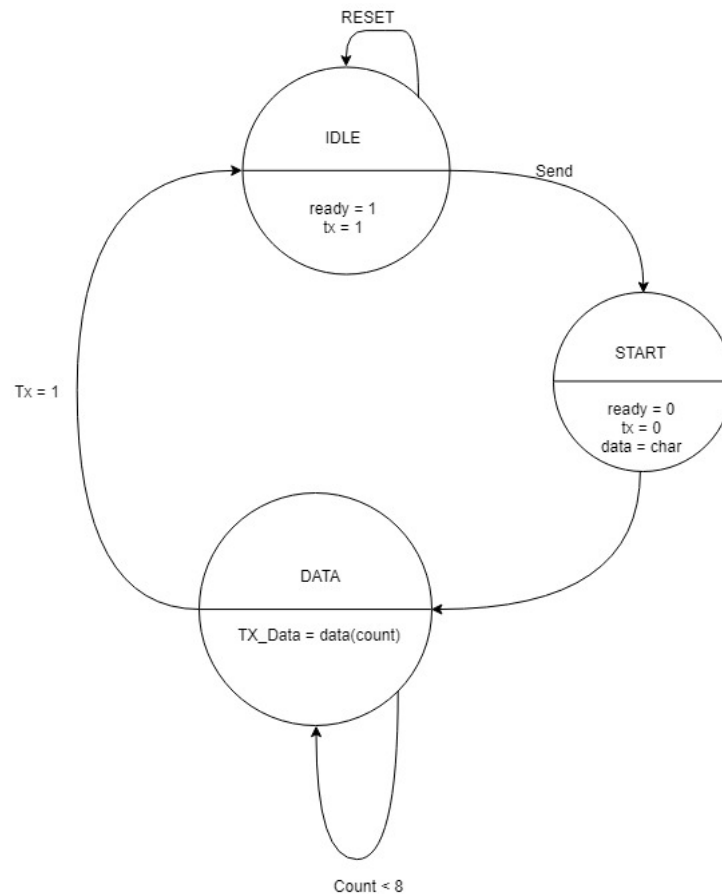 RESET
IDLE
ready = 1
tx = 1
Send
START
ready = 0
tx = 0
data = char
Tx = 1
DATA
TX_Data = data(count)
Count < 8